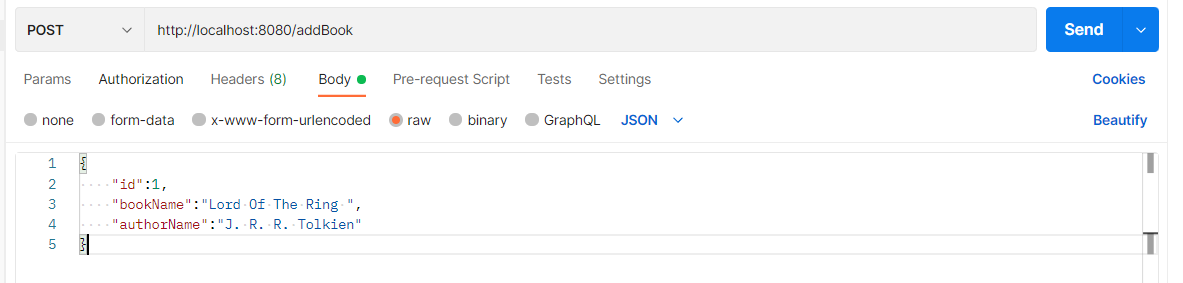 POST http://localhost:8080/addBook Send
Params Authorization Headers (8) Body Pre-request Script Tests Settings Cookies
none form-data x-www-form-urlencoded raw binary GraphQL JSON Beautify
1 {
2 "id":1,
3 "bookName":"Lord Of The Ring ",
4 "authorName":"J. R. R. Tolkien"
5 }